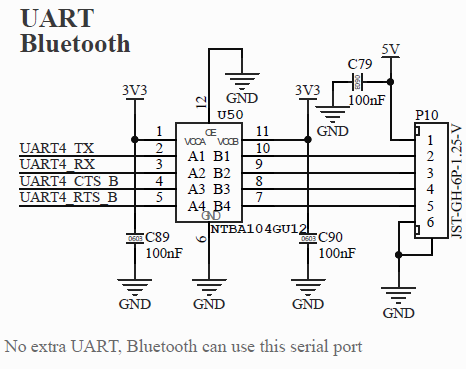 UART
Bluetooth
5V
C79
0603
100nF
GND
GND
3V3
12
U50
3V3
P10
OE
VCCA VCCB
1
11
1
UART4_TX
2
A1 B1
10
2
UART4_RX
3
A2 B2
9
3
UART4_CTS_B
4
A3 B3
8
4
UART4_RTS_B
5
A4 B4
7
5
GND
6
6
NTBA104GU12
JST-GH-6P-1.25-V
0603
C89
100nF
0603
C90
100nF
GND
GND
GND
GND
No extra UART, Bluetooth can use this serial port